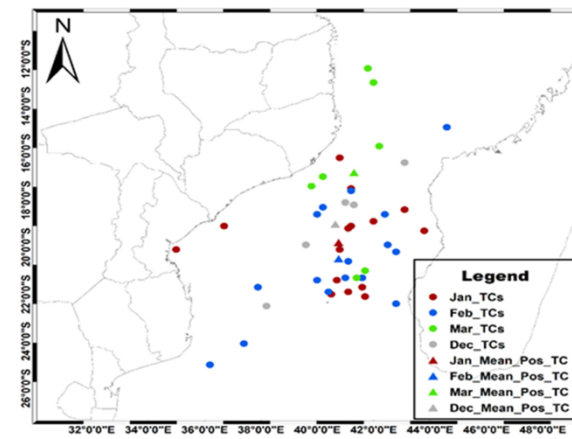 N
12°0'0"S
14°0'0"S
16°0'0"S
18°0'0"S
20°0'0"S
22°0'0"S
24°0'0"S
26°0'0"S
Legend
Jan_TCs
Feb_TCs
Mar_TCs
Dec_TCs
Jan_Mean_Pos_TC
Feb_Mean_Pos_TC
Mar_Mean_Pos_TC
Dec_Mean_Pos_TC
32°0'0"E 34°0'0"E 36°0'0"E 38°0'0"E 40°0'0"E 42°0'0"E 44°0'0"E 46°0'0"E 48°0'0"E